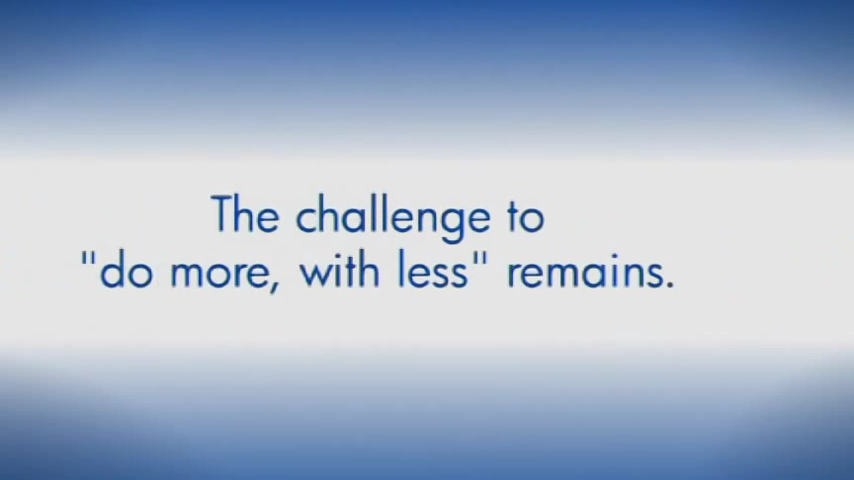 The challenge to
"do more, with less" remains.